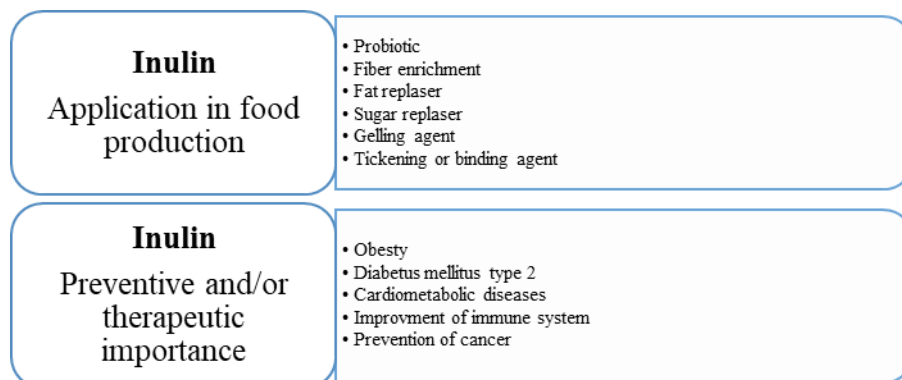 Inulin
Application in food
production
• Probiotic
• Fiber enrichment
• Fat replaser
• Sugar replaser
• Gelling agent
• Tickening or binding agent
Inulin
Preventive and/or
therapeutic
importance
• Obesty
• Diabetus mellitus type 2
• Cardiometabolic diseases
• Improvment of immune system
• Prevention of cancer